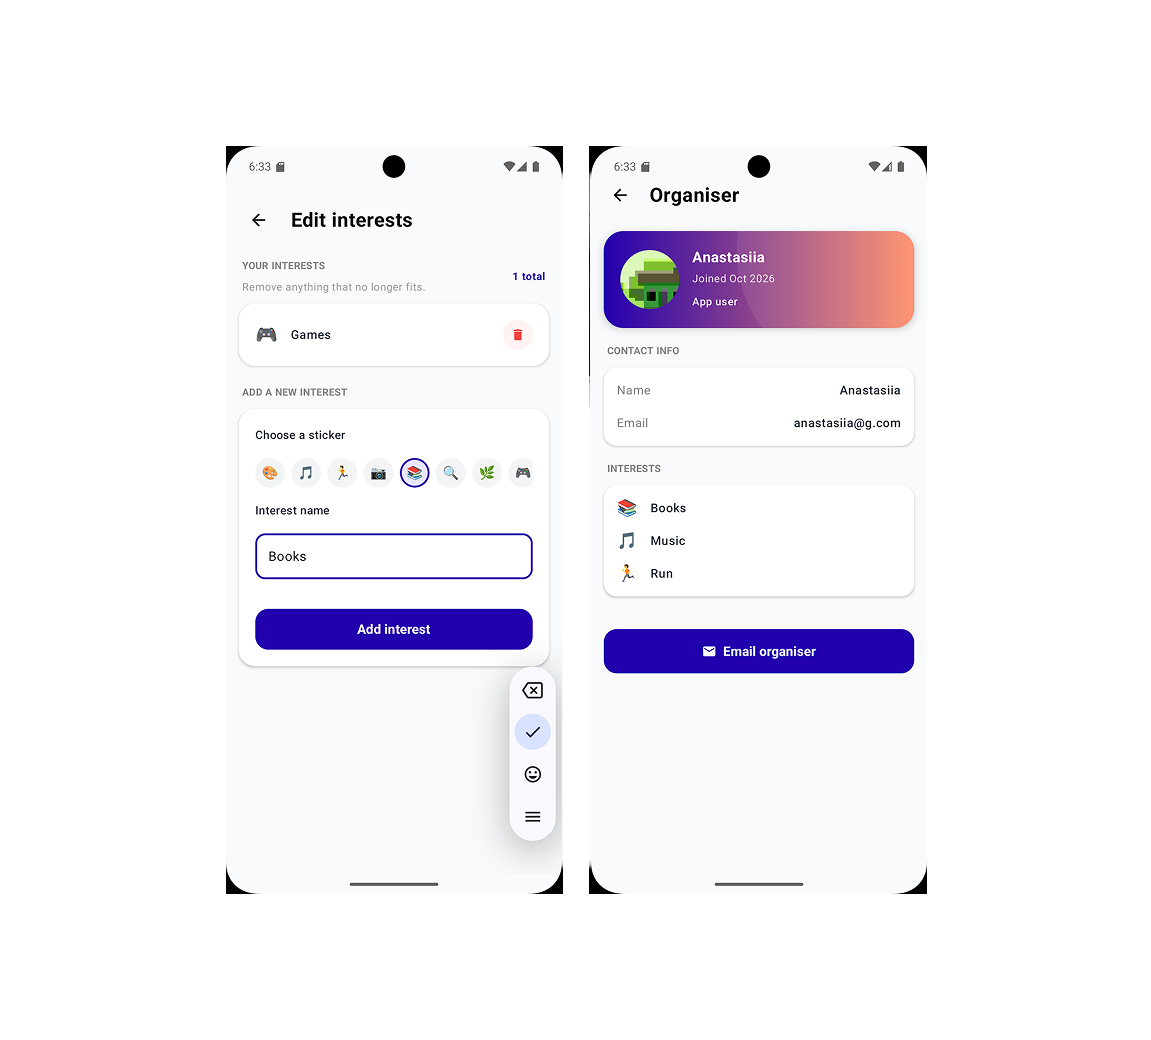 6:33
Edit interests
YOUR INTERESTS
1 total
Remove anything that no longer fits.
Games
ADD A NEW INTEREST
Choose a sticker
Interest name
Books
Add interest
6:33
Organiser
Anastasiia
Joined Oct 2026
App user
CONTACT INFO
Name Anastasiia
Email anastasiia@g.com
INTERESTS
Books
Music
Run
Email organiser